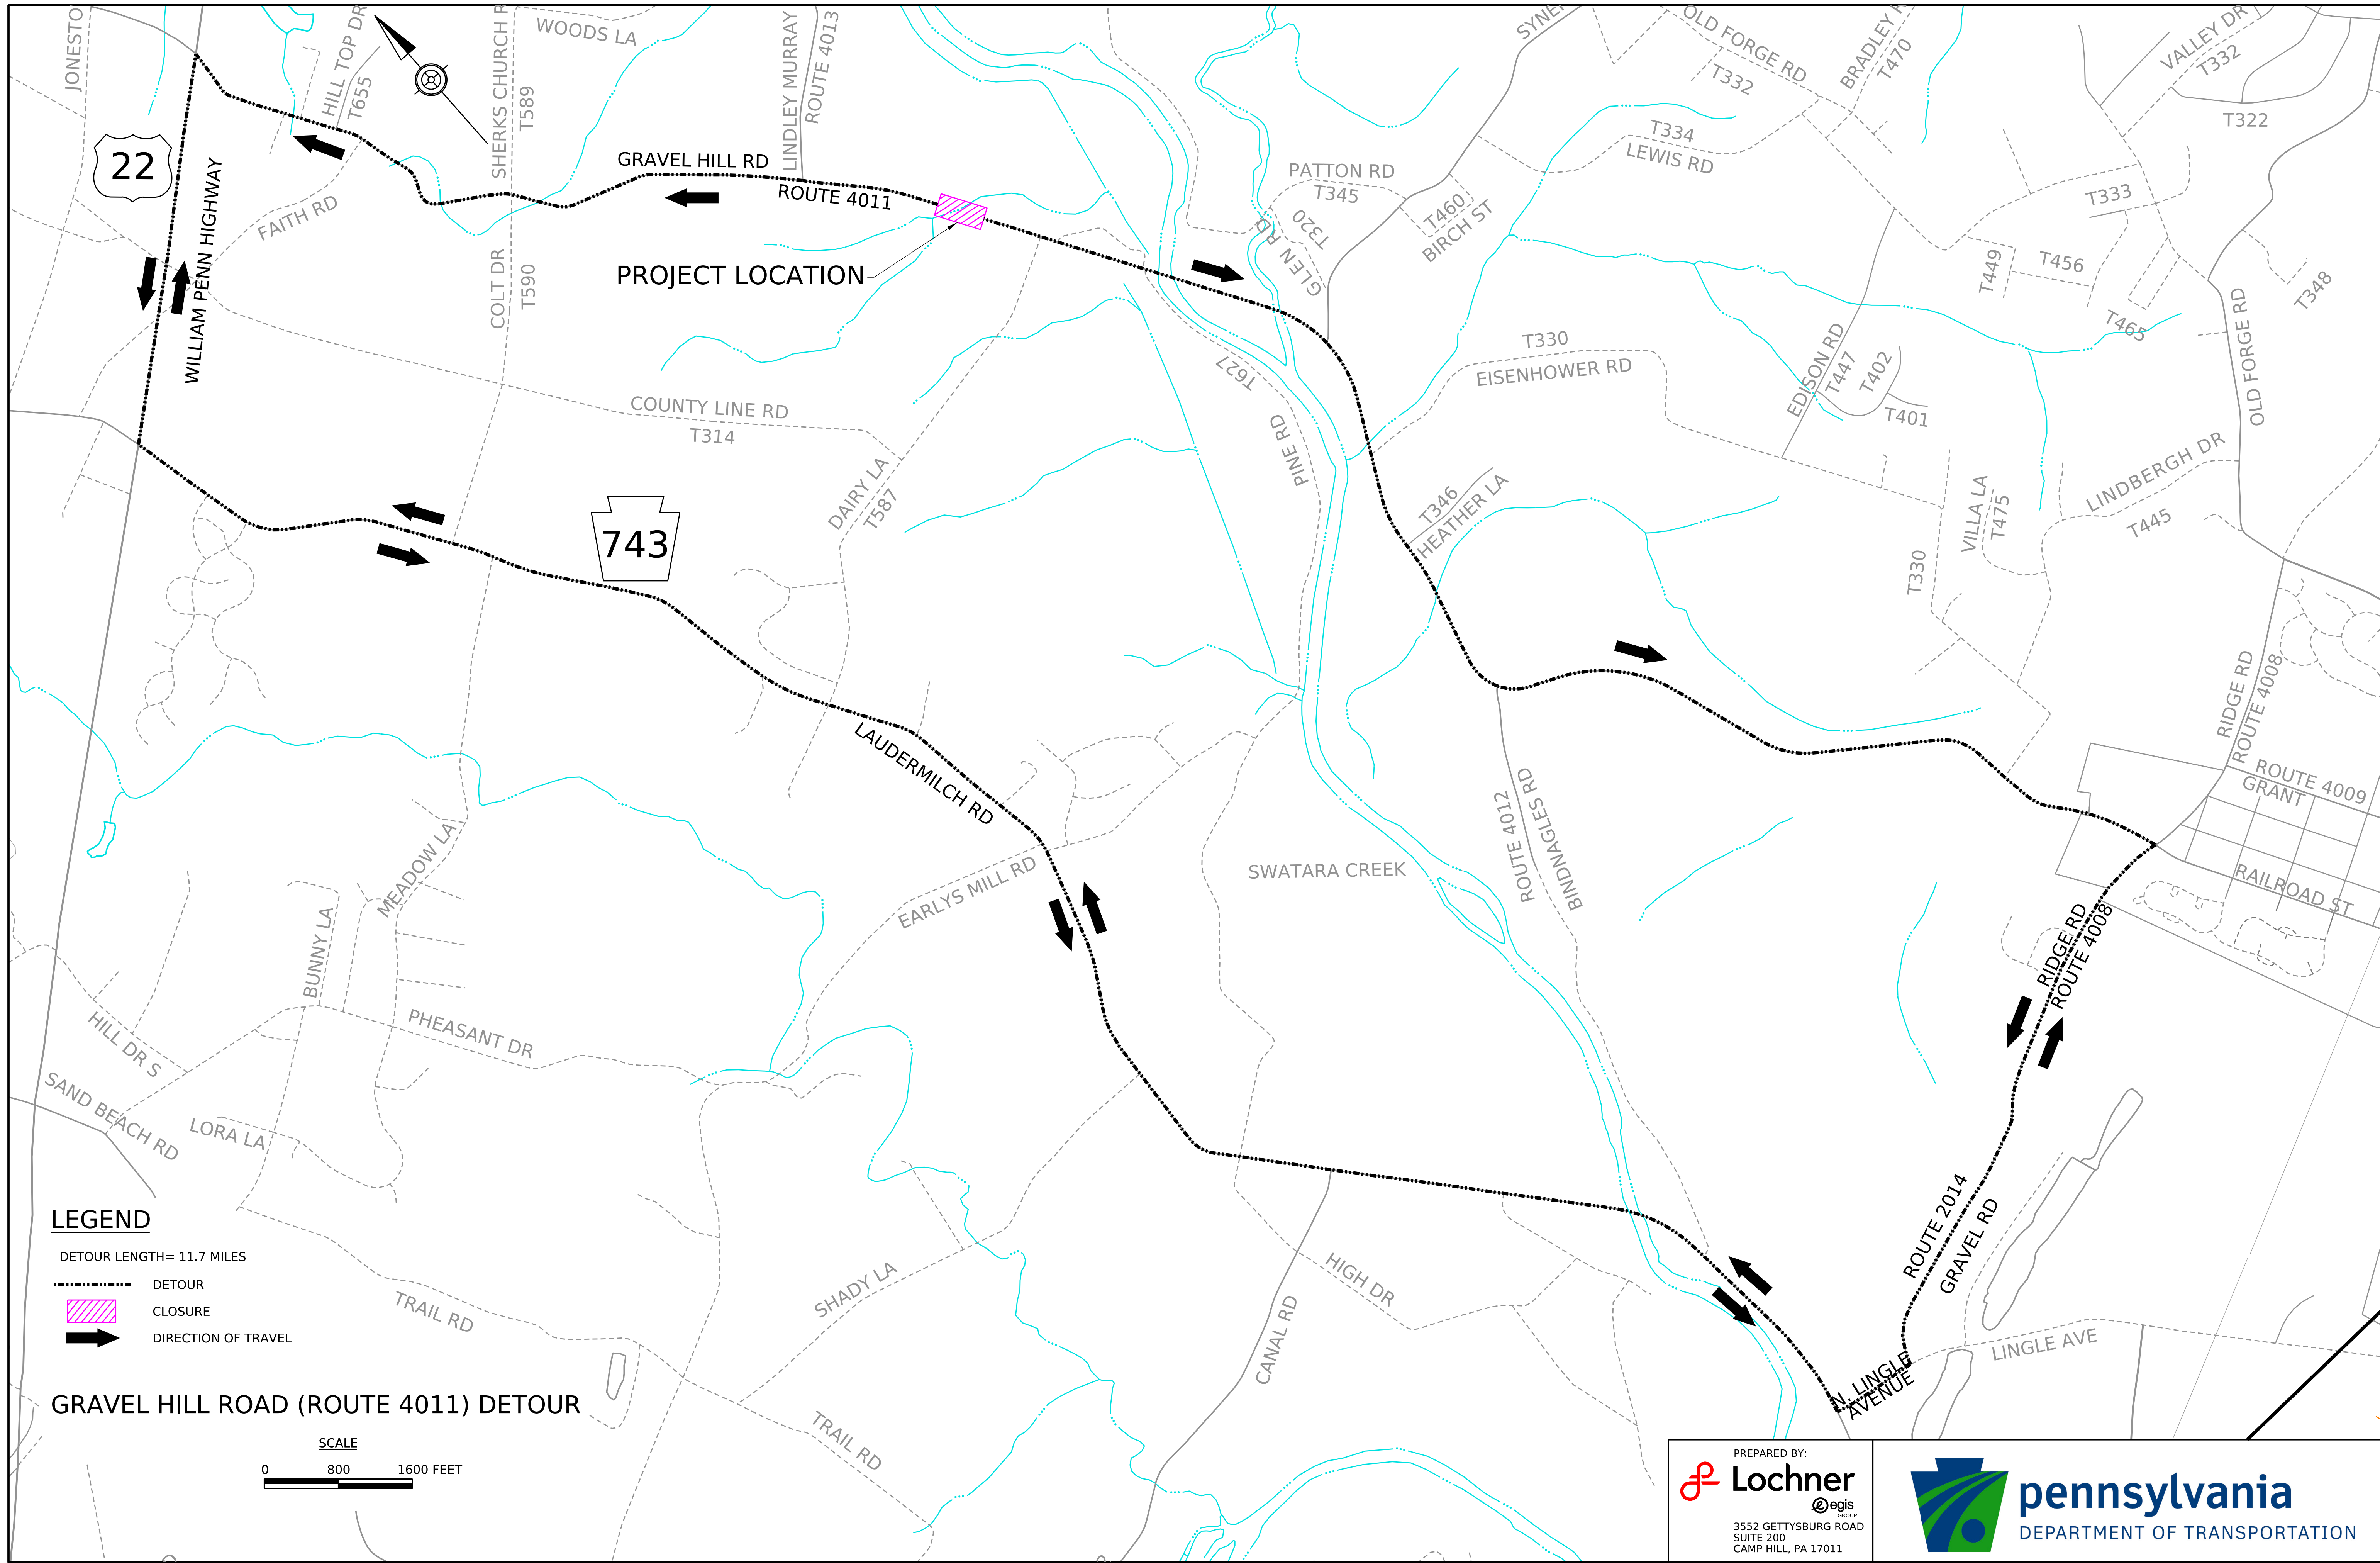 JONESTO
HILL TOP DR
T655
SHERKS CHURCH R
T589
WOODS LA
LINDLEY MURRAY
ROUTE 4013
SYNE
OLD FORGE RD
T332
BRADLEY R
T470
VALLEY DR
T332
T322
22
WILLIAM PENN HIGHWAY
FAITH RD
GRAVEL HILL RD
ROUTE 4011
PROJECT LOCATION
PATTON RD
T345
T320
GLEN RD
T460
BIRCH ST
T334
LEWIS RD
T333
T449
T456
T465
T348
COLT DR
T590
COUNTY LINE RD
T314
T627
PINE RD
T330
EISENHOWER RD
EDISON RD
T447
T402
T401
OLD FORGE RD
LINDBERGH DR
T445
VILLA LA
T475
T330
DAIRY LA
T587
T346
HEATHER LA
743
LAUDERMILCH RD
RIDGE RD
ROUTE 4008
ROUTE 4009
GRANT
RAILROAD ST
ROUTE 4012
BINDNAGLES RD
SWATARA CREEK
EARLYS MILL RD
MEADOW LA
BUNNY LA
PHEASANT DR
HILL DR S
SAND BEACH RD
LORA LA
RIDGE RD
ROUTE 4008
ROUTE 2014
GRAVEL RD
LINGLE AVE
N. LINGLE
AVENUE
HIGH DR
CANAL RD
SHADY LA
TRAIL RD
TRAIL RD
LEGEND
DETOUR LENGTH= 11.7 MILES
DETOUR
CLOSURE
DIRECTION OF TRAVEL
GRAVEL HILL ROAD (ROUTE 4011) DETOUR
SCALE
0 800 1600 FEET
PREPARED BY:
Lochner
egis
GROUP
3552 GETTYSBURG ROAD
SUITE 200
CAMP HILL, PA 17011
pennsylvania
DEPARTMENT OF TRANSPORTATION